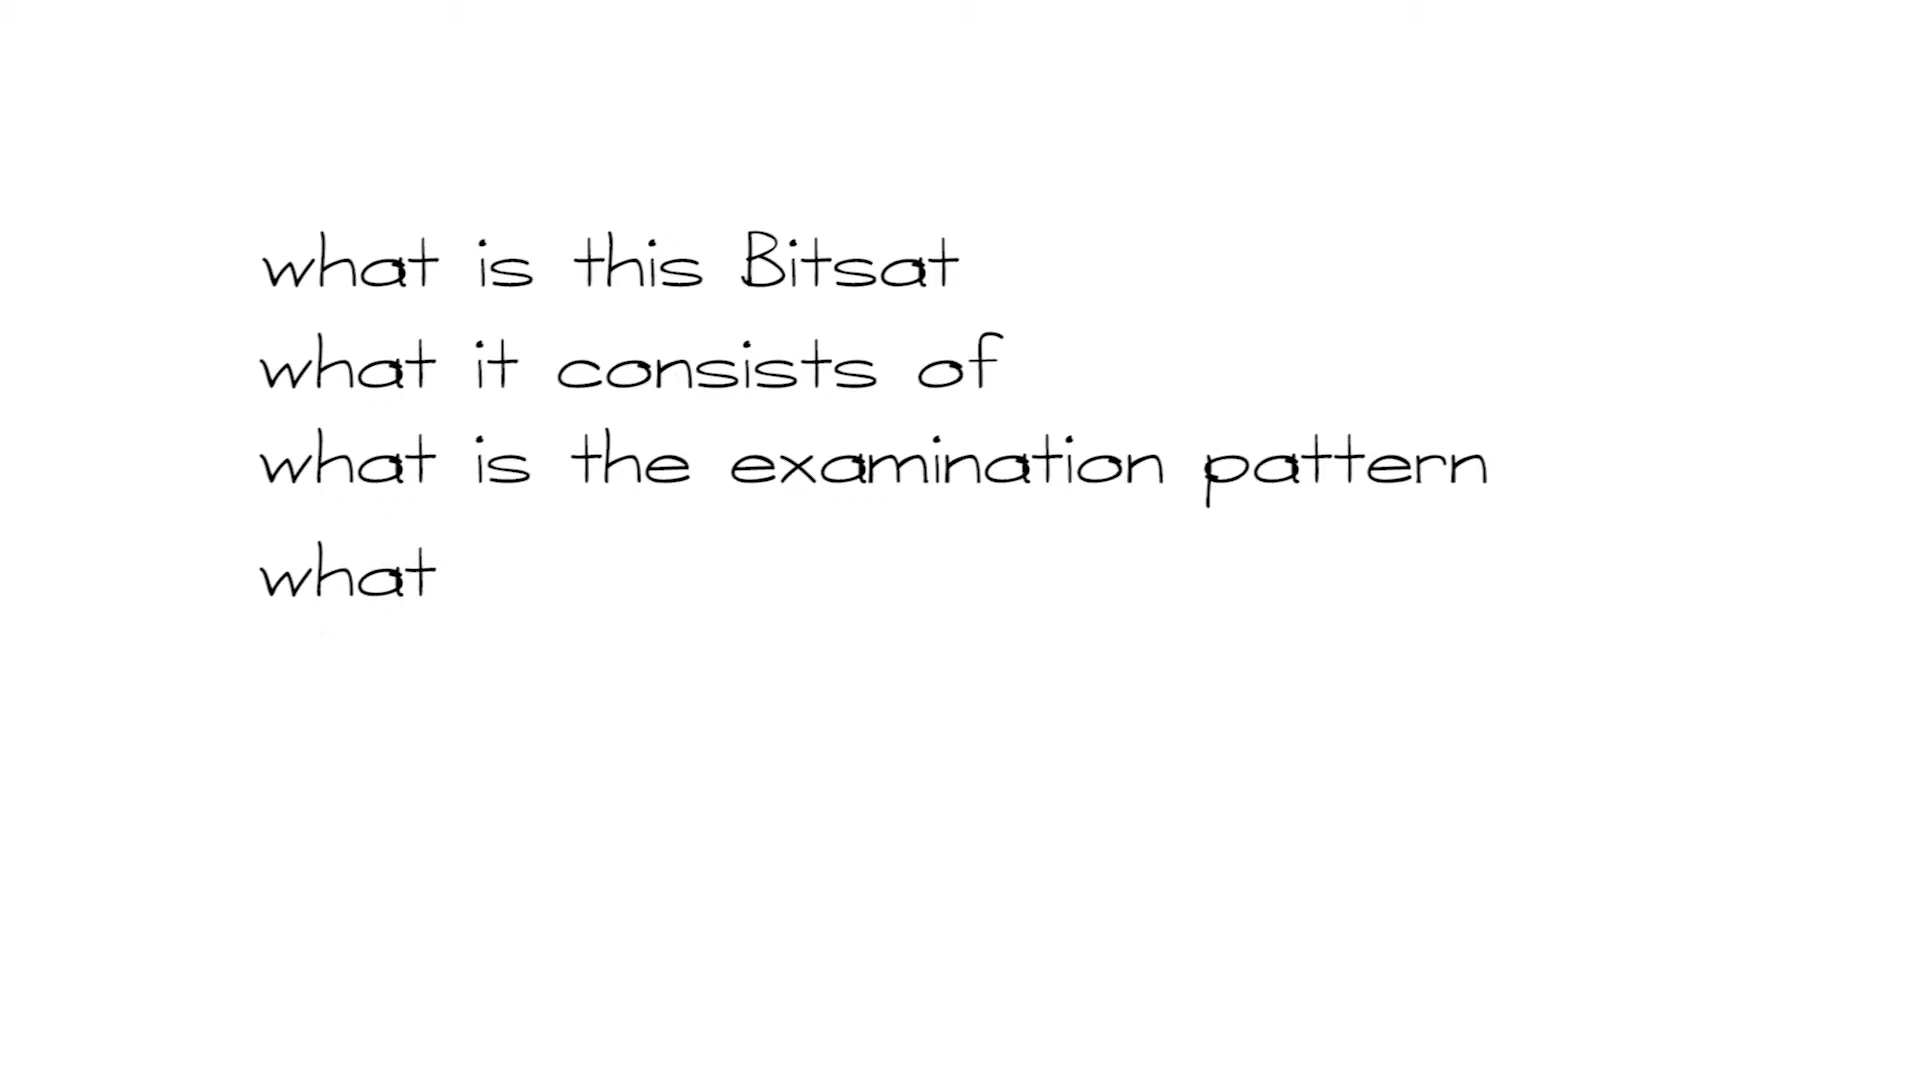 what is this Bitsat
what it consists of
what is the examination pattern
what